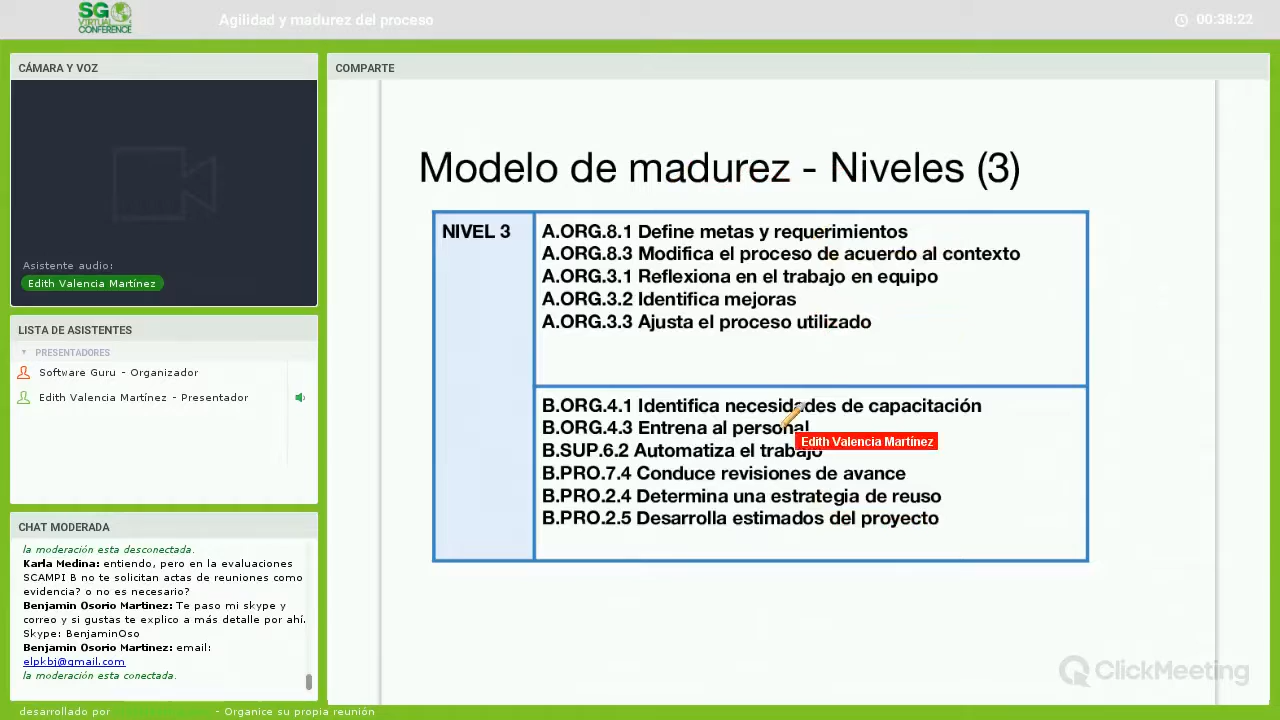 SG
VIRTUAL
CONFERENCE
Agilidad y madurez del proceso
00:38:22
CÁMARA Y VOZ
Asistente audio:
Edith Valencia Martínez
LISTA DE ASISTENTES
PRESENTADORES
Software Guru - Organizador
Edith Valencia Martínez - Presentador
CHAT MODERADA
la moderación esta desconectada.
Karla Medina: entiendo, pero en la evaluaciones
SCAMPI B no te solicitan actas de reuniones como
evidencia? o no es necesario?
Benjamin Osorio Martinez: Te paso mi skype y
correo y si gustas te explico a más detalle por ahí.
Skype: BenjaminOso
Benjamin Osorio Martinez: email:
elpkbj@gmail.com
la moderación esta conectada.
desarrollado por - Organice su propia reunión
COMPARTE
Modelo de madurez - Niveles (3)
NIVEL 3
A.ORG.8.1 Define metas y requerimientos
A.ORG.8.3 Modifica el proceso de acuerdo al contexto
A.ORG.3.1 Reflexiona en el trabajo en equipo
A.ORG.3.2 Identifica mejoras
A.ORG.3.3 Ajusta el proceso utilizado
B.ORG.4.1 Identifica necesidades de capacitación
B.ORG.4.3 Entrena al personal
Edith Valencia Martínez
B.SUP.6.2 Automatiza el trabajo
B.PRO.7.4 Conduce revisiones de avance
B.PRO.2.4 Determina una estrategia de reuso
B.PRO.2.5 Desarrolla estimados del proyecto
ClickMeeting